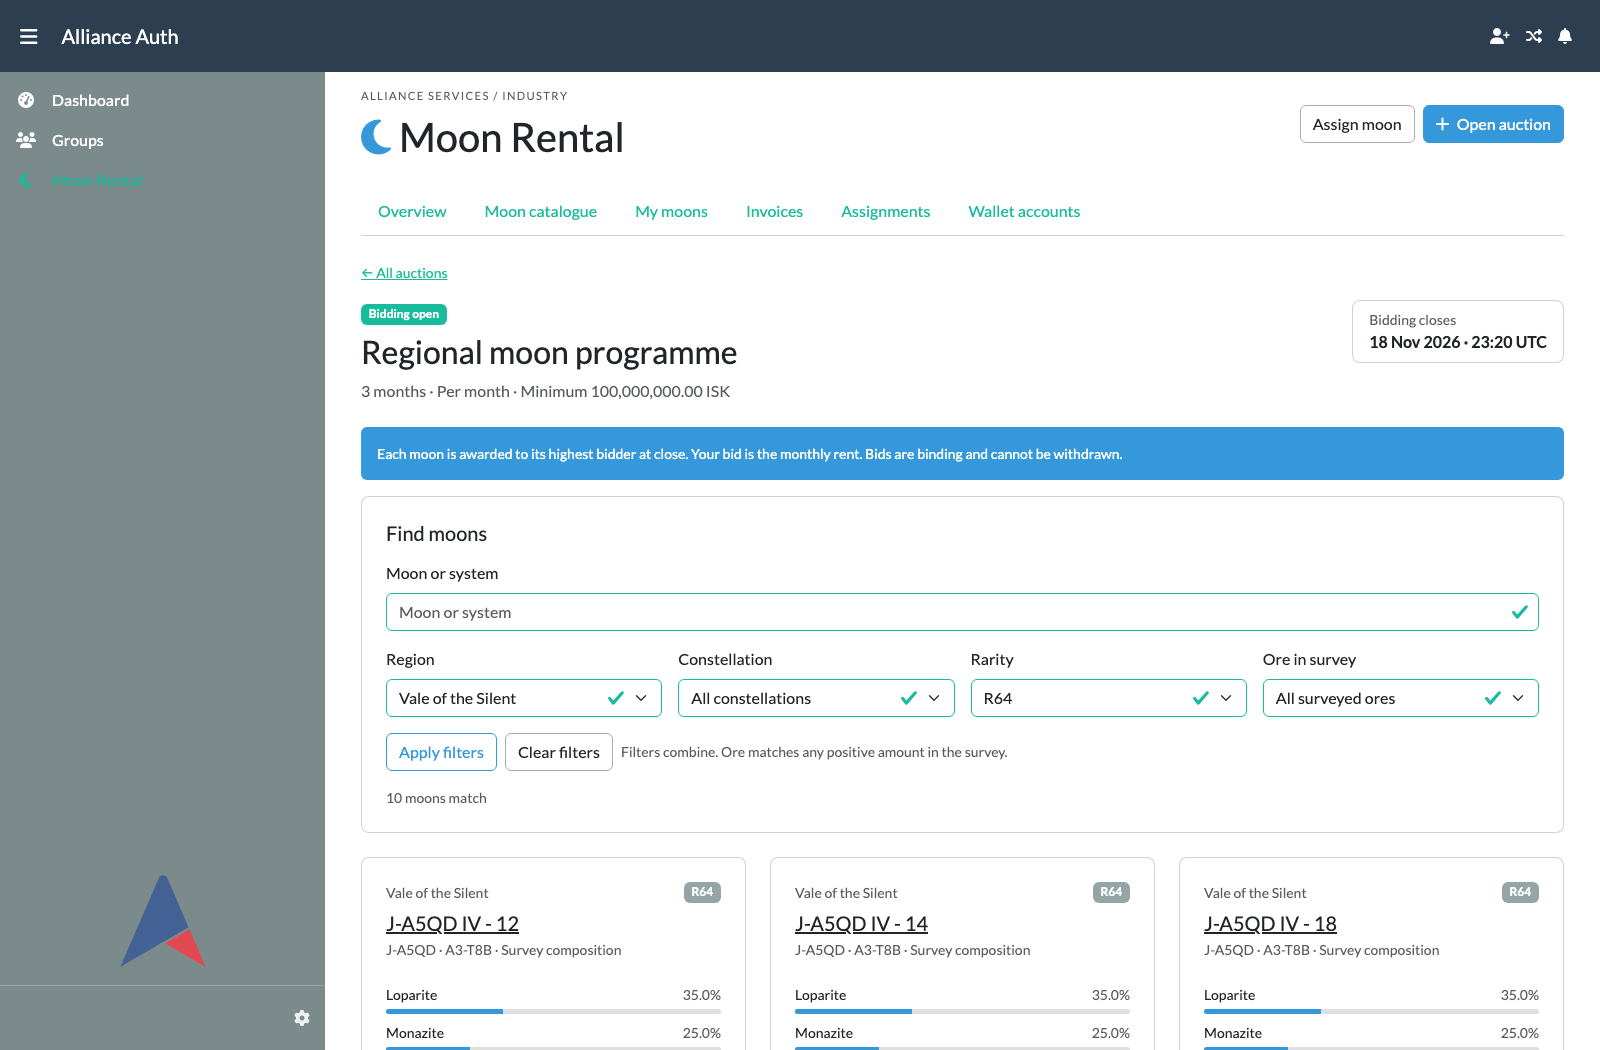 Alliance Auth
Dashboard
Groups
Moon Rental
ALLIANCE SERVICES / INDUSTRY
Moon Rental
Assign moon
Open auction
Overview
Moon catalogue
My moons
Invoices
Assignments
Wallet accounts
← All auctions
Bidding open
Regional moon programme
3 months · Per month · Minimum 100,000,000.00 ISK
Bidding closes
18 Nov 2026 · 23:20 UTC
Each moon is awarded to its highest bidder at close. Your bid is the monthly rent. Bids are binding and cannot be withdrawn.
Find moons
Moon or system
Moon or system
Region
Constellation
Rarity
Ore in survey
Vale of the Silent
All constellations
R64
All surveyed ores
Apply filters
Clear filters
Filters combine. Ore matches any positive amount in the survey.
10 moons match
Vale of the Silent
R64
J-A5QD IV - 12
J-A5QD · A3-T8B · Survey composition
Loparite 35.0%
Monazite 25.0%
Vale of the Silent
R64
J-A5QD IV - 14
J-A5QD · A3-T8B · Survey composition
Loparite 35.0%
Monazite 25.0%
Vale of the Silent
R64
J-A5QD IV - 18
J-A5QD · A3-T8B · Survey composition
Loparite 35.0%
Monazite 25.0%